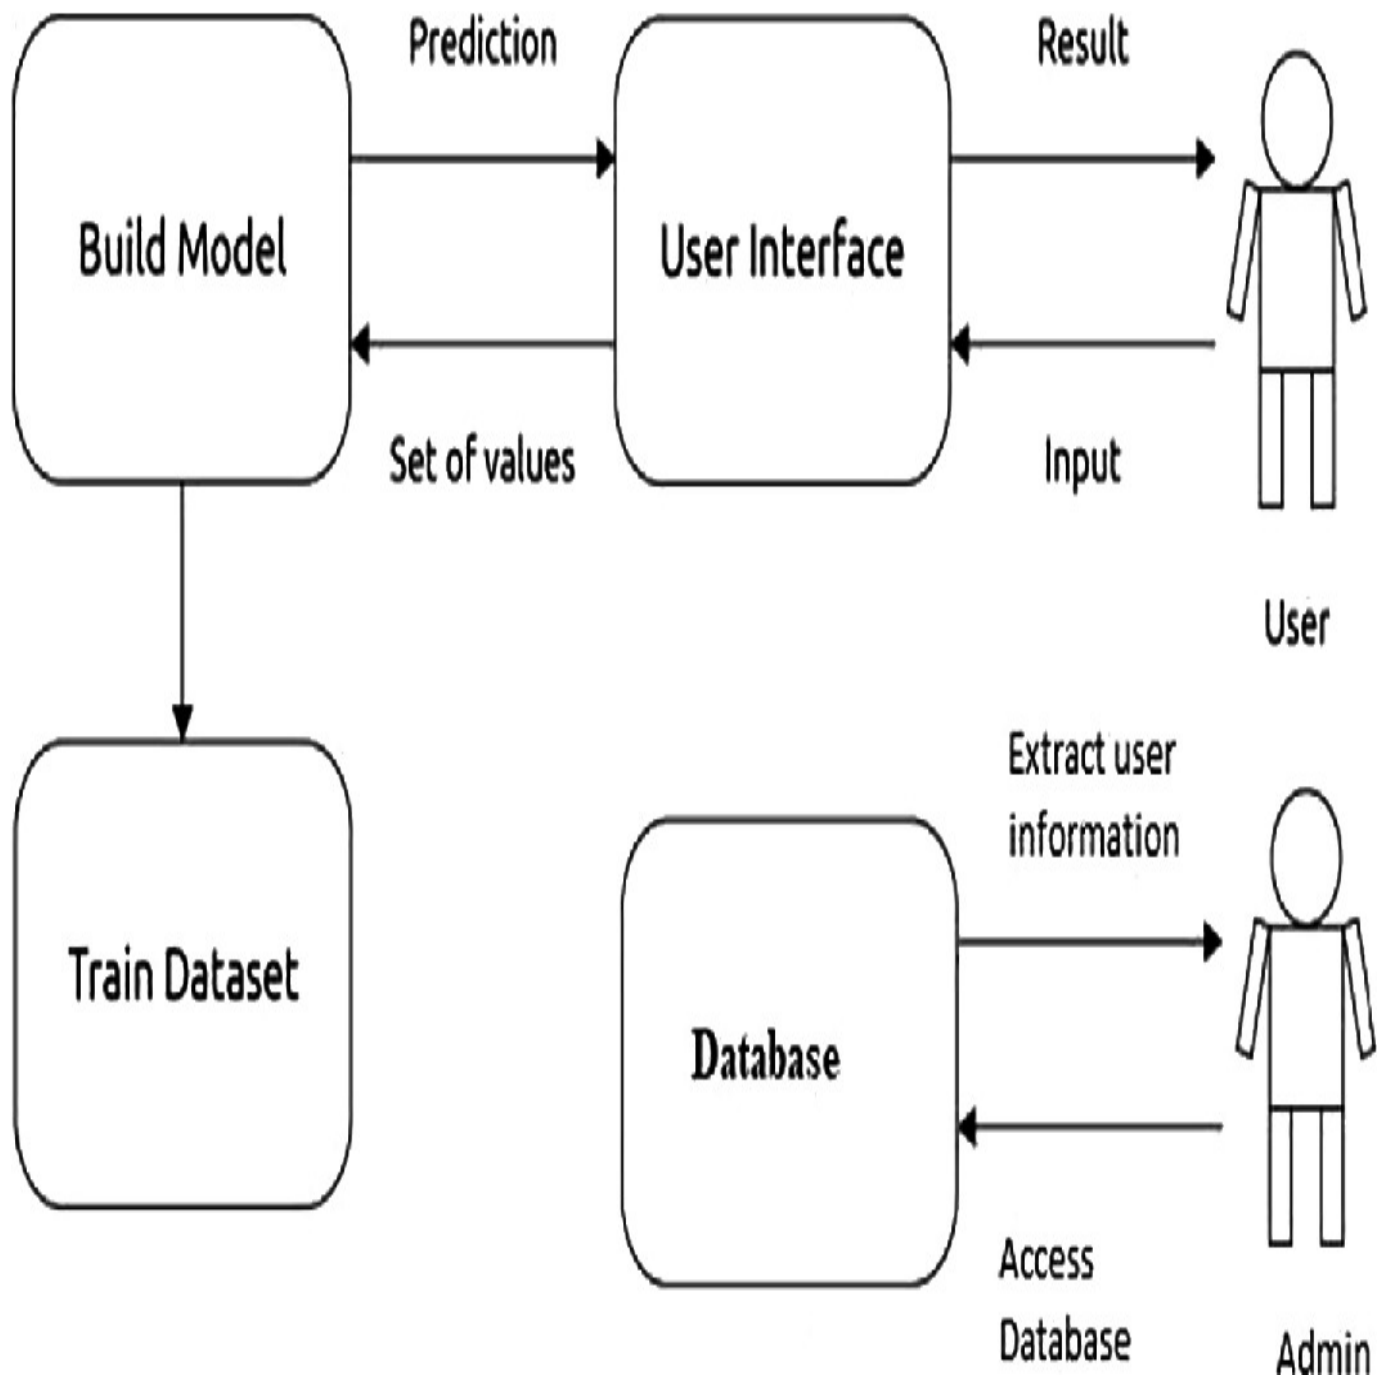 Prediction
Result
Build Model
User Interface
Set of values
Input
User
Extract user
information
Train Dataset
Database
Access
Database
Admin